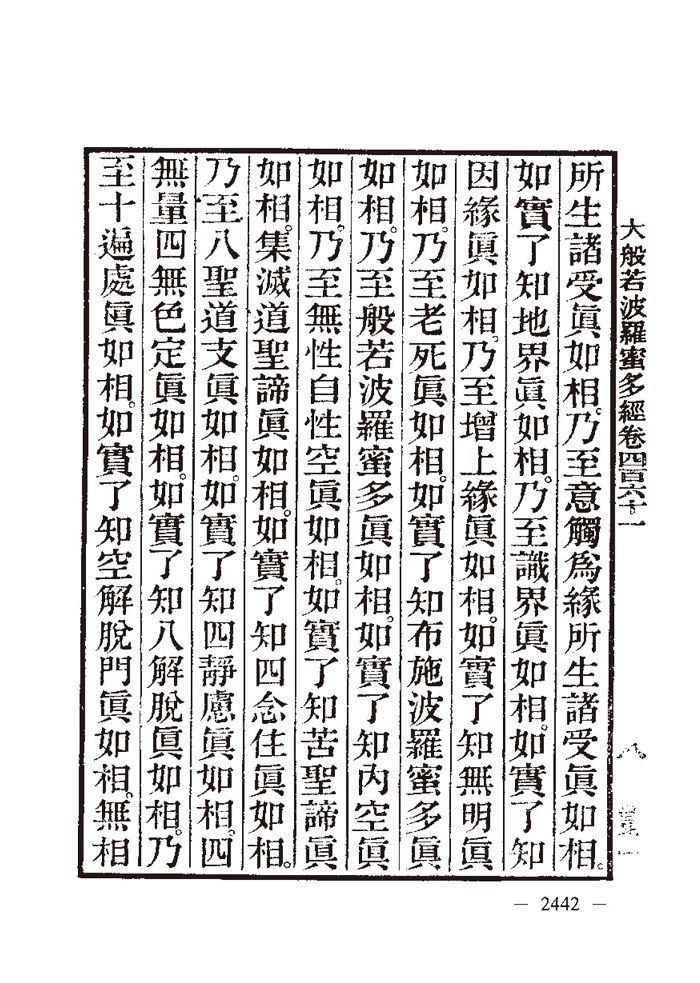 大般若波羅蜜多經卷四百六十一
八
所生諸受眞如相。乃至意觸爲緣所生諸受眞如相。
如實了知地界眞如相。乃至識界眞如相。如實了知
因緣眞如相。乃至增上緣眞如相。如實了知無明眞
如相。乃至老死眞如相。如實了知布施波羅蜜多眞
如相。乃至般若波羅蜜多眞如相。如實了知內空眞
如相。乃至無性自性空眞如相。如實了知苦聖諦眞
如相。集滅道聖諦眞如相。如實了知四念住眞如相。
乃至八聖道支眞如相。如實了知四靜慮眞如相。四
無量四無色定眞如相。如實了知八解脫眞如相。乃
至十遍處眞如相。如實了知空解脫門眞如相。無相
— 2442 —